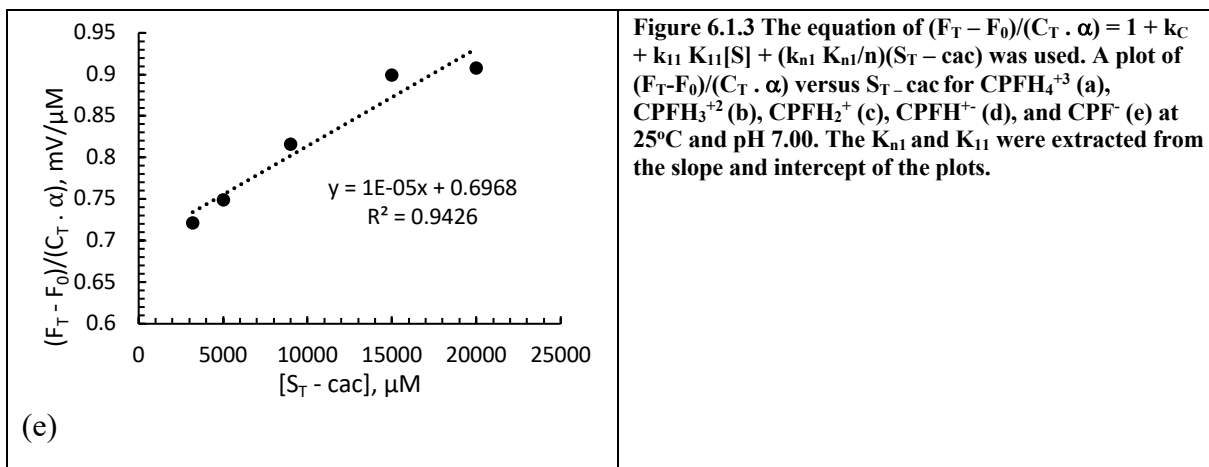 0.95
0.9
0.85
0.8
0.75
0.7
0.65
0.6
(F_T - F_0)/(C_T . α), mV/µM
y = 1E-05x + 0.6968
R² = 0.9426
0 5000 10000 15000 20000 25000
[S_T - cac], µM
(e)
Figure 6.1.3 The equation of (F_T – F_0)/(C_T . α) = 1 + k_C
+ k_11 K_11[S] + (k_n1 K_n1/n)(S_T – cac) was used. A plot of
(F_T-F_0)/(C_T . α) versus S_T – cac for CPFH_4^+3 (a),
CPFH_3^+2 (b), CPFH_2^+ (c), CPFH^+- (d), and CPF^- (e) at
25°C and pH 7.00. The K_n1 and K_11 were extracted from
the slope and intercept of the plots.